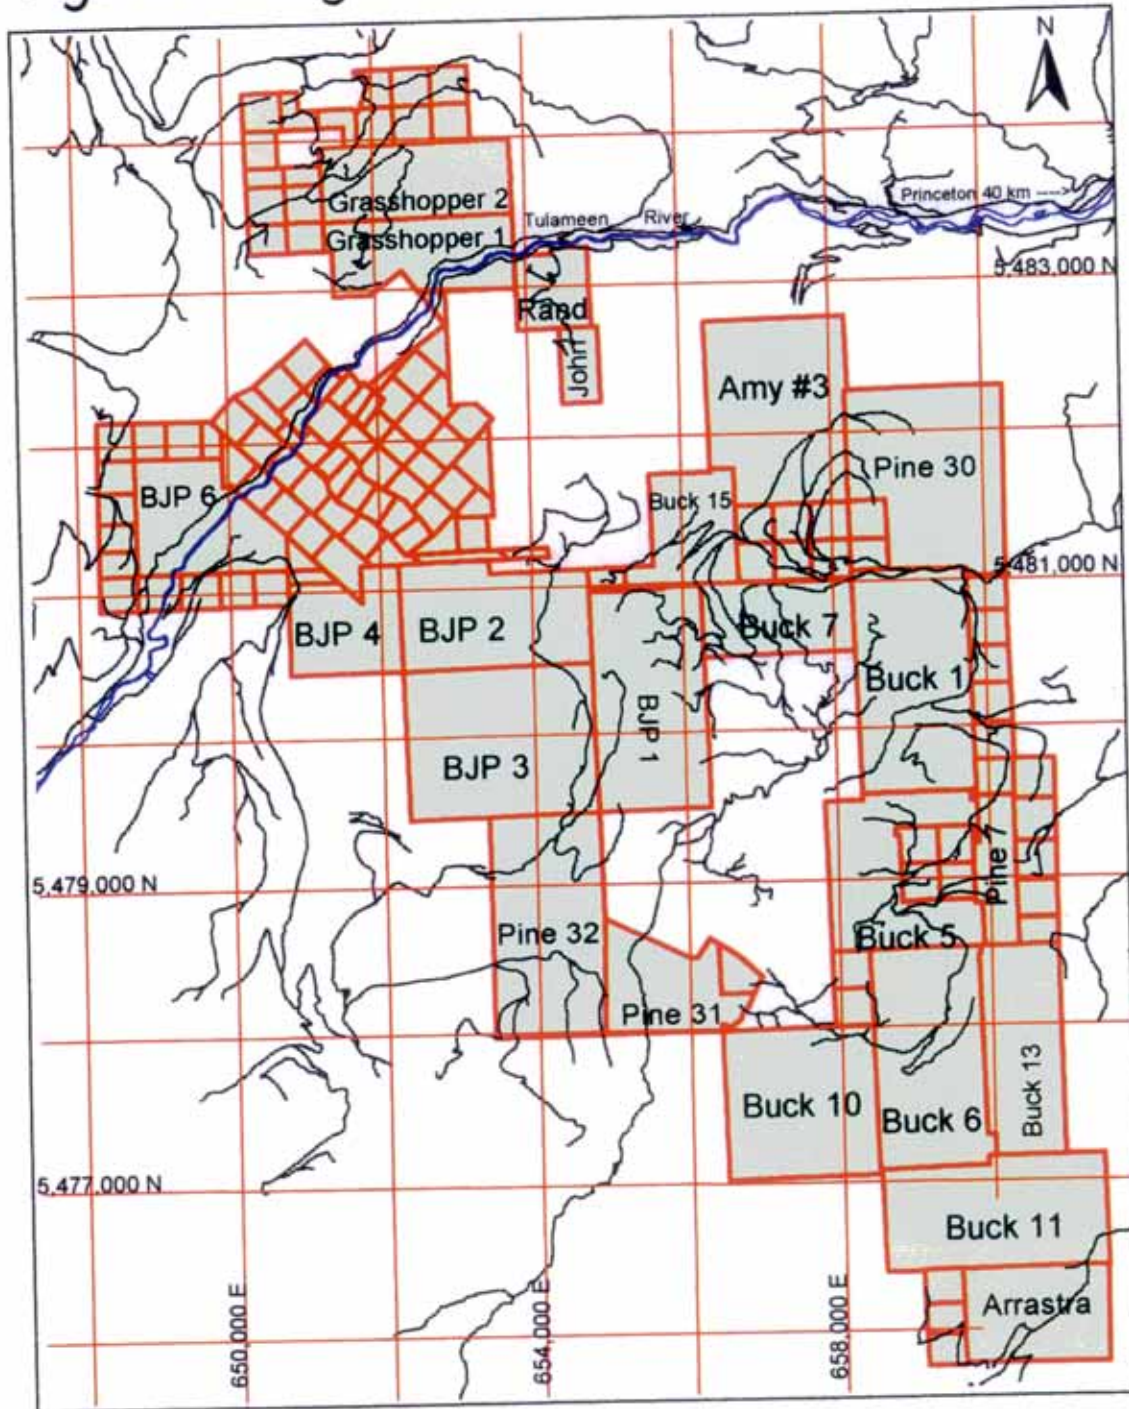 N
Princeton 40 km ---->
Grasshopper 2
Tulameen River
Grasshopper 1
5,483,000 N
Rand
John
Amy #3
Pine 30
BJP 6
Buck 15
5,481,000 N
BJP 4
BJP 2
Buck 7
Buck 1
BJP 1
BJP 3
5,479,000 N
Pine 1
Pine 32
Buck 5
Pine 31
Buck 10
Buck 6
Buck 13
5,477,000 N
Buck 11
Arrastra
650,000 E
654,000 E
658,000 E